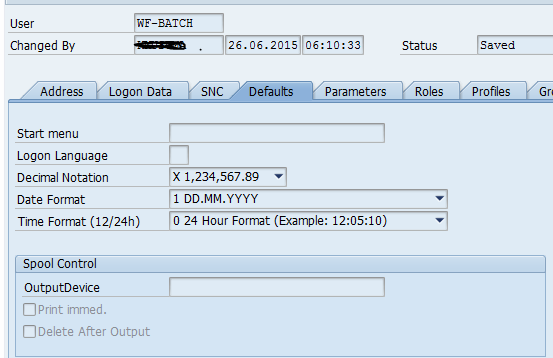 User WF-BATCH
Changed By . 26.06.2015 06:10:33 Status Saved
Address Logon Data SNC Defaults Parameters Roles Profiles Gr
Start menu
Logon Language
Decimal Notation X 1,234,567.89
Date Format 1 DD.MM.YYYY
Time Format (12/24h) 0 24 Hour Format (Example: 12:05:10)
Spool Control
OutputDevice
Print immed.
Delete After Output